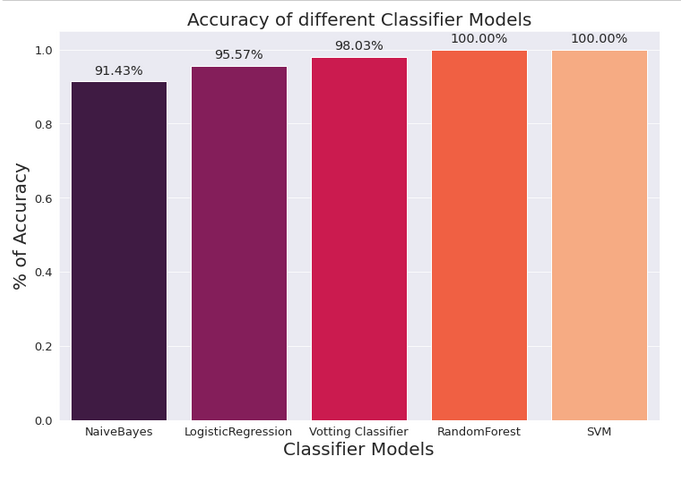 Accuracy of different Classifier Models
91.43%
95.57%
98.03%
100.00%
100.00%
1.0
0.8
0.6
0.4
0.2
0.0
% of Accuracy
NaiveBayes
LogisticRegression
Votting Classifier
RandomForest
SVM
Classifier Models